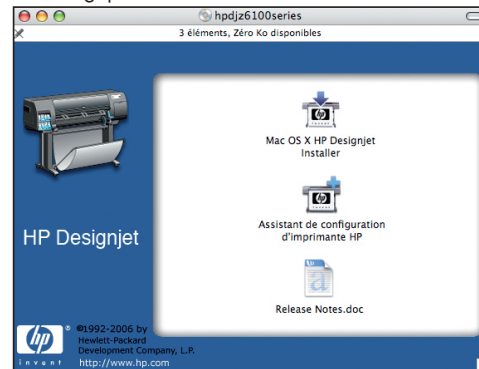 hpdjz6100series
3 éléments, Zéro Ko disponibles
Mac OS X HP Designjet
Installer
Assistant de configuration
d'imprimante HP
Release Notes.doc
HP Designjet
hp
®
invent
©1992-2006 by
Hewlett-Packard
Development Company, L.P.
http://www.hp.com